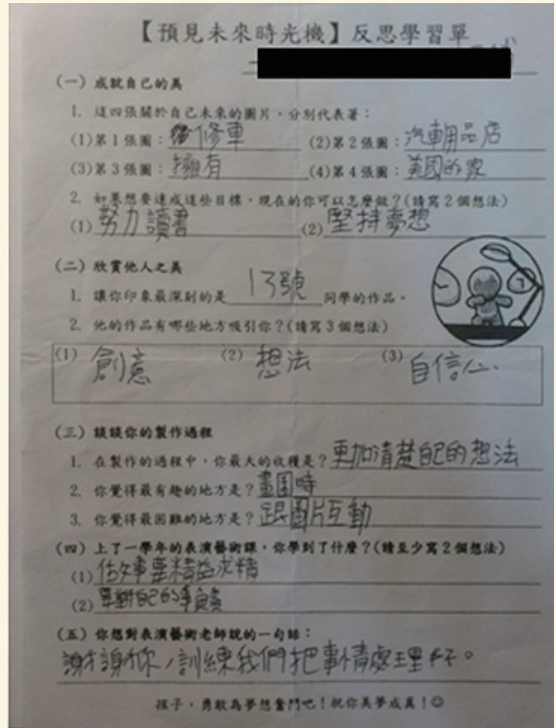 【預見未來時光機】反思學習單
(一) 成就自己的美
1. 這四張關於自己未來的圖片，分別代表著：
(1)第1張圖：修車 (2)第2張圖：汽車用品店
(3)第3張圖：擁有 (4)第4張圖：美國的家
2. 如果想要達成這些目標，現在的你可以怎麼做？(請寫2個想法)
(1)努力讀書 (2)堅持夢想
(二) 欣賞他人之美
1. 讓你印象最深刻的是 13號 同學的作品。
2. 他的作品有哪些地方吸引你？(請寫3個想法)
(1) 創意 (2) 想法 (3) 自信心
(三) 談談你的製作過程
1. 在製作的過程中，你最大的收穫是？更加清楚自己的想法
2. 你覺得最有趣的地方是？畫圖時
3. 你覺得最困難的地方是？跟圖片互動
(四) 上了一學年的表演藝術課，你學到了什麼？(請至少寫2個想法)
(1) 做事要精益求精
(2) 要對自己的事負責
(五) 你想對表演藝術老師說的一句話：
謝謝你，訓練我們把事情處理好。
孩子，勇敢為夢想奮鬥吧！祝你美夢成真！☺